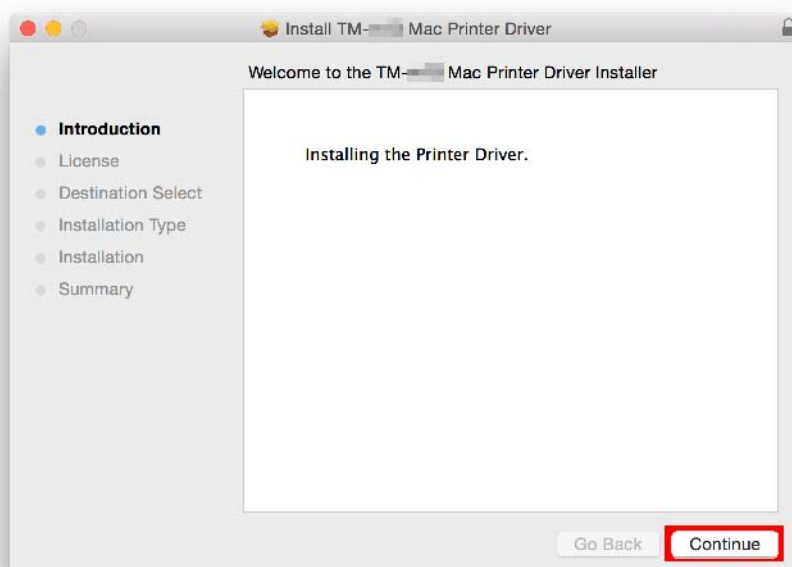 Install TM- Mac Printer Driver
Welcome to the TM- Mac Printer Driver Installer
Introduction
License
Destination Select
Installation Type
Installation
Summary
Installing the Printer Driver.
Go Back
Continue